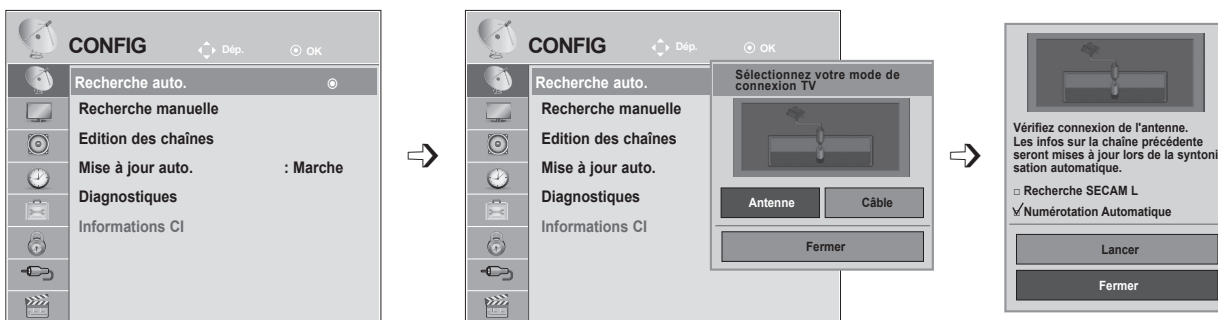 CONFIG Dép. OK
Recherche auto.
Recherche manuelle
Edition des chaînes
Mise à jour auto. : Marche
Diagnostiques
Informations CI
CONFIG Dép. OK
Recherche auto.
Recherche manuelle
Edition des chaînes
Mise à jour auto.
Diagnostiques
Informations CI
Sélectionnez votre mode de
connexion TV
Antenne Câble
Fermer
Vérifiez connexion de l'antenne.
Les infos sur la chaîne précédente
seront mises à jour lors de la syntoni
sation automatique.
Recherche SECAM L
Numérotation Automatique
Lancer
Fermer